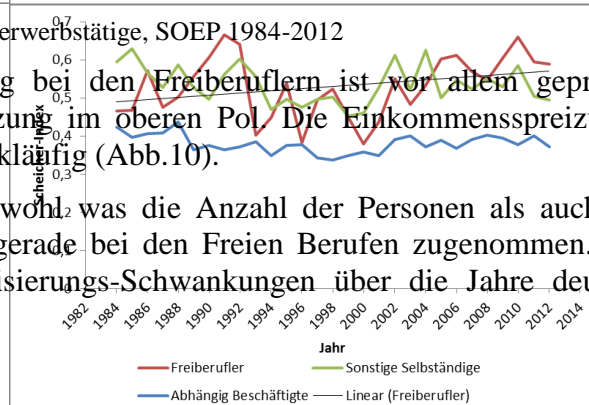 0,7
erwerbstätige, SOEP 1984-2012
0,6
g bei den Freiberuflern ist vor allem gepr
0,5
zung im oberen Pol. Die Einkommensspreizu
0,4
kläufig (Abb.10).
0,3
wohl was die Anzahl der Personen als auch
0,2
gerade bei den Freien Berufen zugenommen.
0,1
isierungs-Schwankungen über die Jahre deu
0
1982 1984 1986 1988 1990 1992 1994 1996 1998 2000 2002 2004 2006 2008 2010 2012 2014
Jahr
Freiberufler Sonstige Selbständige
Abhängig Beschäftigte Linear (Freiberufler)